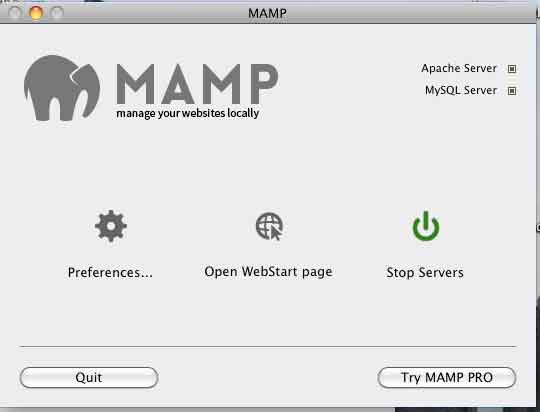 MAMP
MAMP
manage your websites locally
Apache Server
MySQL Server
Preferences...
Open WebStart page
Stop Servers
Quit
Try MAMP PRO